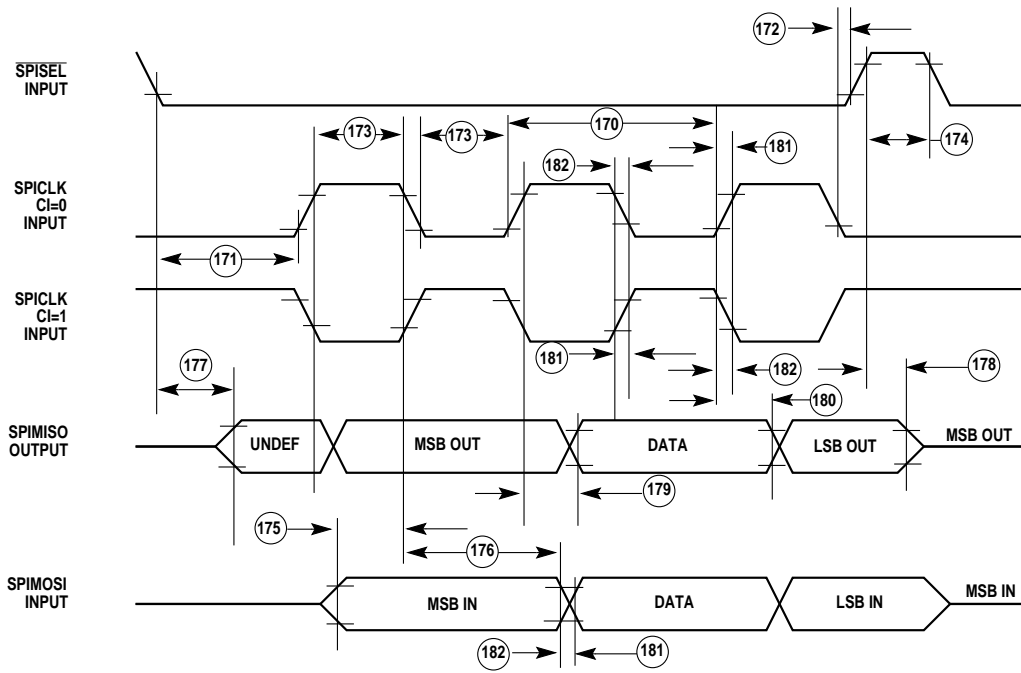 172
SPISEL
INPUT
173
173
170
181
174
182
SPICLK
CI=0
INPUT
171
SPICLK
CI=1
INPUT
181
182
177
178
180
SPIMISO
OUTPUT
UNDEF
MSB OUT
DATA
LSB OUT
MSB OUT
179
175
176
SPIMOSI
INPUT
MSB IN
DATA
LSB IN
MSB IN
182
181